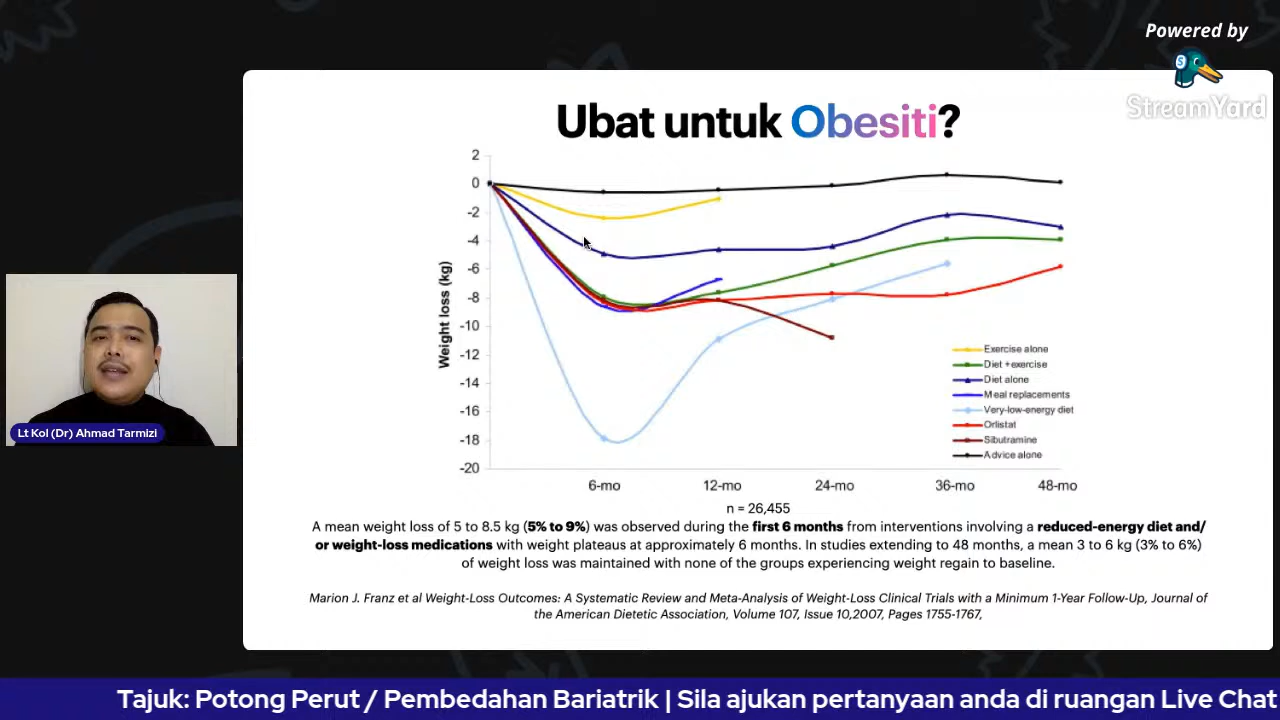 Powered by
StreamYard
Ubat untuk Obesiti?
2
0
-2
-4
-6
-8
-10
-12
-14
-16
-18
-20
Weight loss (kg)
6-mo 12-mo 24-mo 36-mo 48-mo
Exercise alone
Diet +exercise
Diet alone
Meal replacements
Very-low-energy diet
Orlistat
Sibutramine
Advice alone
n = 26,455
A mean weight loss of 5 to 8.5 kg (5% to 9%) was observed during the first 6 months from interventions involving a reduced-energy diet and/
or weight-loss medications with weight plateaus at approximately 6 months. In studies extending to 48 months, a mean 3 to 6 kg (3% to 6%)
of weight loss was maintained with none of the groups experiencing weight regain to baseline.
Marion J. Franz et al Weight-Loss Outcomes: A Systematic Review and Meta-Analysis of Weight-Loss Clinical Trials with a Minimum 1-Year Follow-Up, Journal of
the American Dietetic Association, Volume 107, Issue 10,2007, Pages 1755-1767,
Lt Kol (Dr) Ahmad Tarmizi
Tajuk: Potong Perut / Pembedahan Bariatrik | Sila ajukan pertanyaan anda di ruangan Live Chat